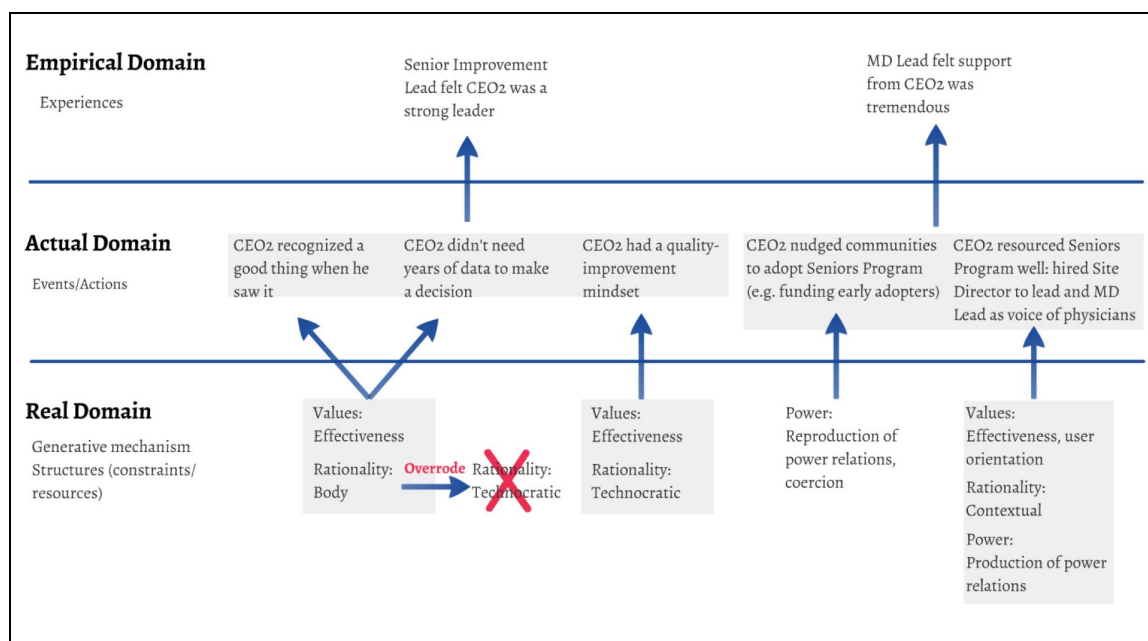 Empirical Domain
Experiences
Senior Improvement
Lead felt CEO2 was a
strong leader
MD Lead felt support
from CEO2 was
tremendous
Actual Domain
Events/Actions
CEO2 recognized a
good thing when he
saw it
CEO2 didn't need
years of data to make
a decision
CEO2 had a quality-
improvement
mindset
CEO2 nudged communities
to adopt Seniors Program
(e.g. funding early adopters)
CEO2 resourced Seniors
Program well: hired Site
Director to lead and MD
Lead as voice of physicians
Real Domain
Generative mechanism
Structures (constraints/
resources)
Values:
Effectiveness
Rationality:
Body
Overrode
Rationality:
Technocratic
Values:
Effectiveness
Rationality:
Technocratic
Power:
Reproduction of
power relations,
coercion
Values:
Effectiveness, user
orientation
Rationality:
Contextual
Power:
Production of power
relations